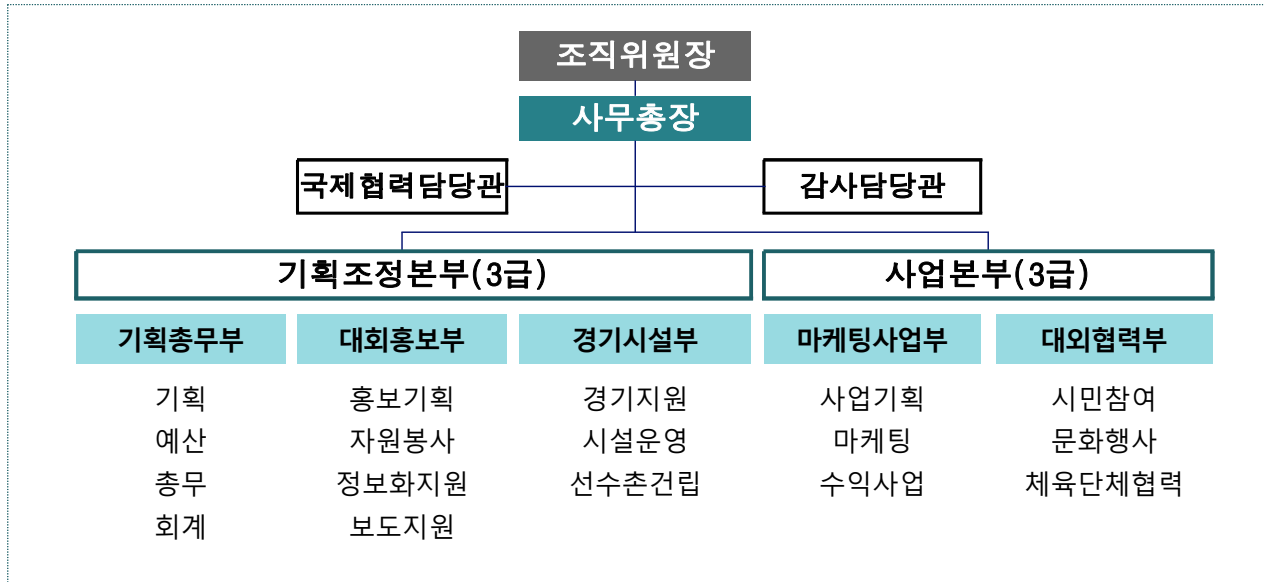 조직위원장
사무총장
국제협력담당관 감사담당관
기획조정본부(3급) 사업본부(3급)
기획총무부 대회홍보부 경기시설부 마케팅사업부 대외협력부
기획 홍보기획 경기지원 사업기획 시민참여
예산 자원봉사 시설운영 마케팅 문화행사
총무 정보화지원 선수촌건립 수익사업 체육단체협력
회계 보도지원